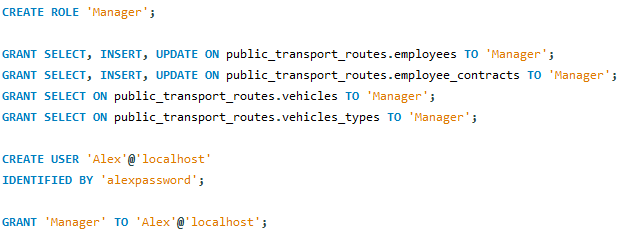 CREATE ROLE 'Manager';
GRANT SELECT, INSERT, UPDATE ON public_transport_routes.employees TO 'Manager';
GRANT SELECT, INSERT, UPDATE ON public_transport_routes.employee_contracts TO 'Manager';
GRANT SELECT ON public_transport_routes.vehicles TO 'Manager';
GRANT SELECT ON public_transport_routes.vehicles_types TO 'Manager';
CREATE USER 'Alex'@'localhost'
IDENTIFIED BY 'alexpassword';
GRANT 'Manager' TO 'Alex'@'localhost';